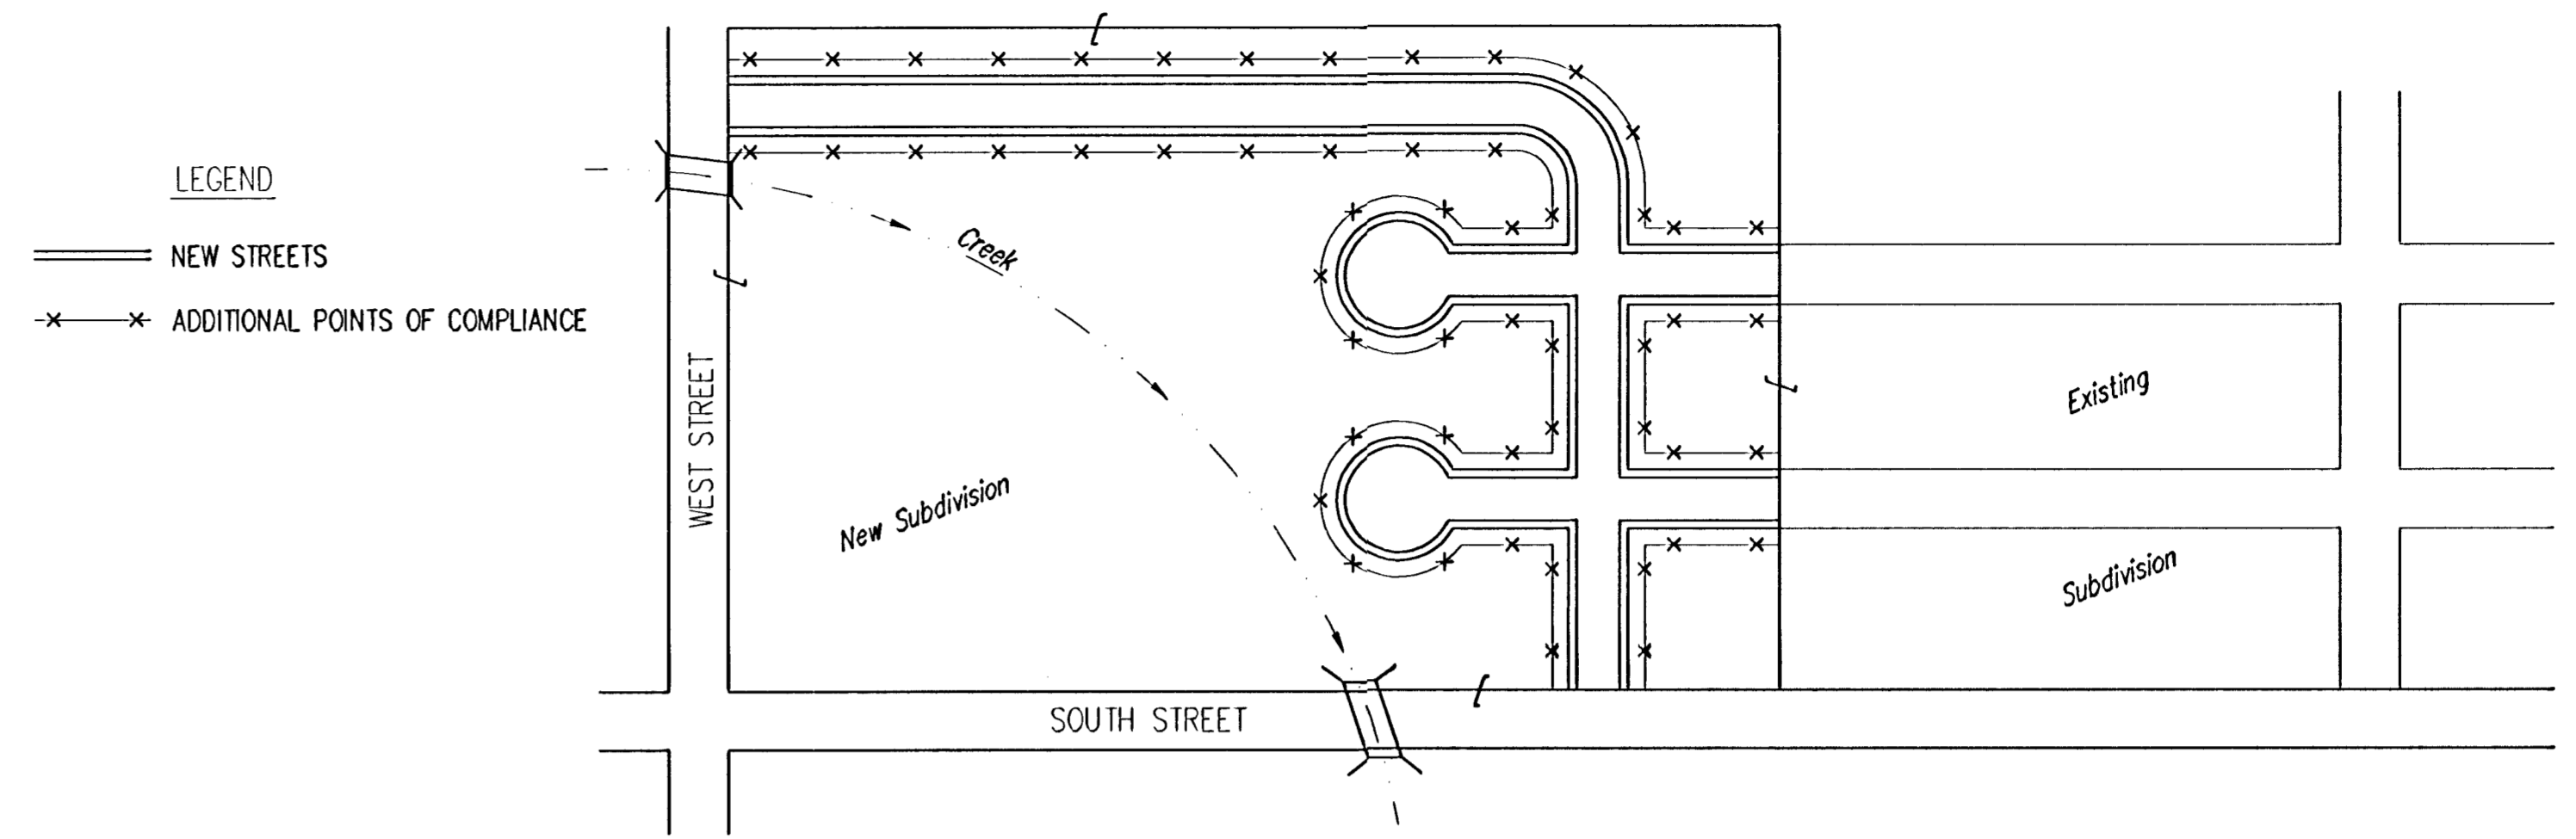 LEGEND
NEW STREETS
ADDITIONAL POINTS OF COMPLIANCE
WEST STREET
Creek
New Subdivision
SOUTH STREET
Existing
Subdivision